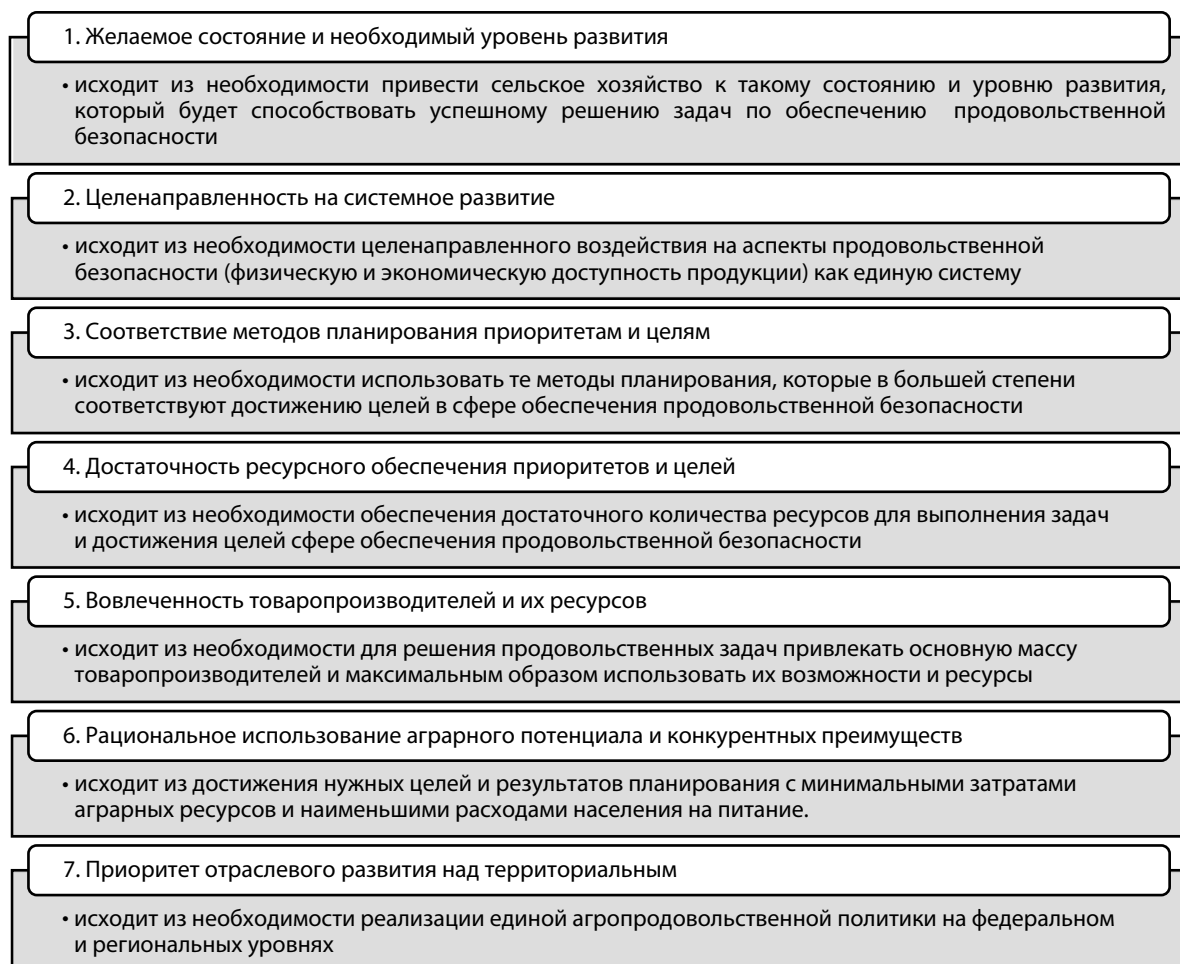 1. Желаемое состояние и необходимый уровень развития
• исходит из необходимости привести сельское хозяйство к такому состоянию и уровню развития,
который будет способствовать успешному решению задач по обеспечению продовольственной
безопасности
2. Целенаправленность на системное развитие
• исходит из необходимости целенаправленного воздействия на аспекты продовольственной
безопасности (физическую и экономическую доступность продукции) как единую систему
3. Соответствие методов планирования приоритетам и целям
• исходит из необходимости использовать те методы планирования, которые в большей степени
соответствуют достижению целей в сфере обеспечения продовольственной безопасности
4. Достаточность ресурсного обеспечения приоритетов и целей
• исходит из необходимости обеспечения достаточного количества ресурсов для выполнения задач
и достижения целей сфере обеспечения продовольственной безопасности
5. Вовлеченность товаропроизводителей и их ресурсов
• исходит из необходимости для решения продовольственных задач привлекать основную массу
товаропроизводителей и максимальным образом использовать их возможности и ресурсы
6. Рациональное использование аграрного потенциала и конкурентных преимуществ
• исходит из достижения нужных целей и результатов планирования с минимальными затратами
аграрных ресурсов и наименьшими расходами населения на питание.
7. Приоритет отраслевого развития над территориальным
• исходит из необходимости реализации единой агропродовольственной политики на федеральном
и региональных уровнях